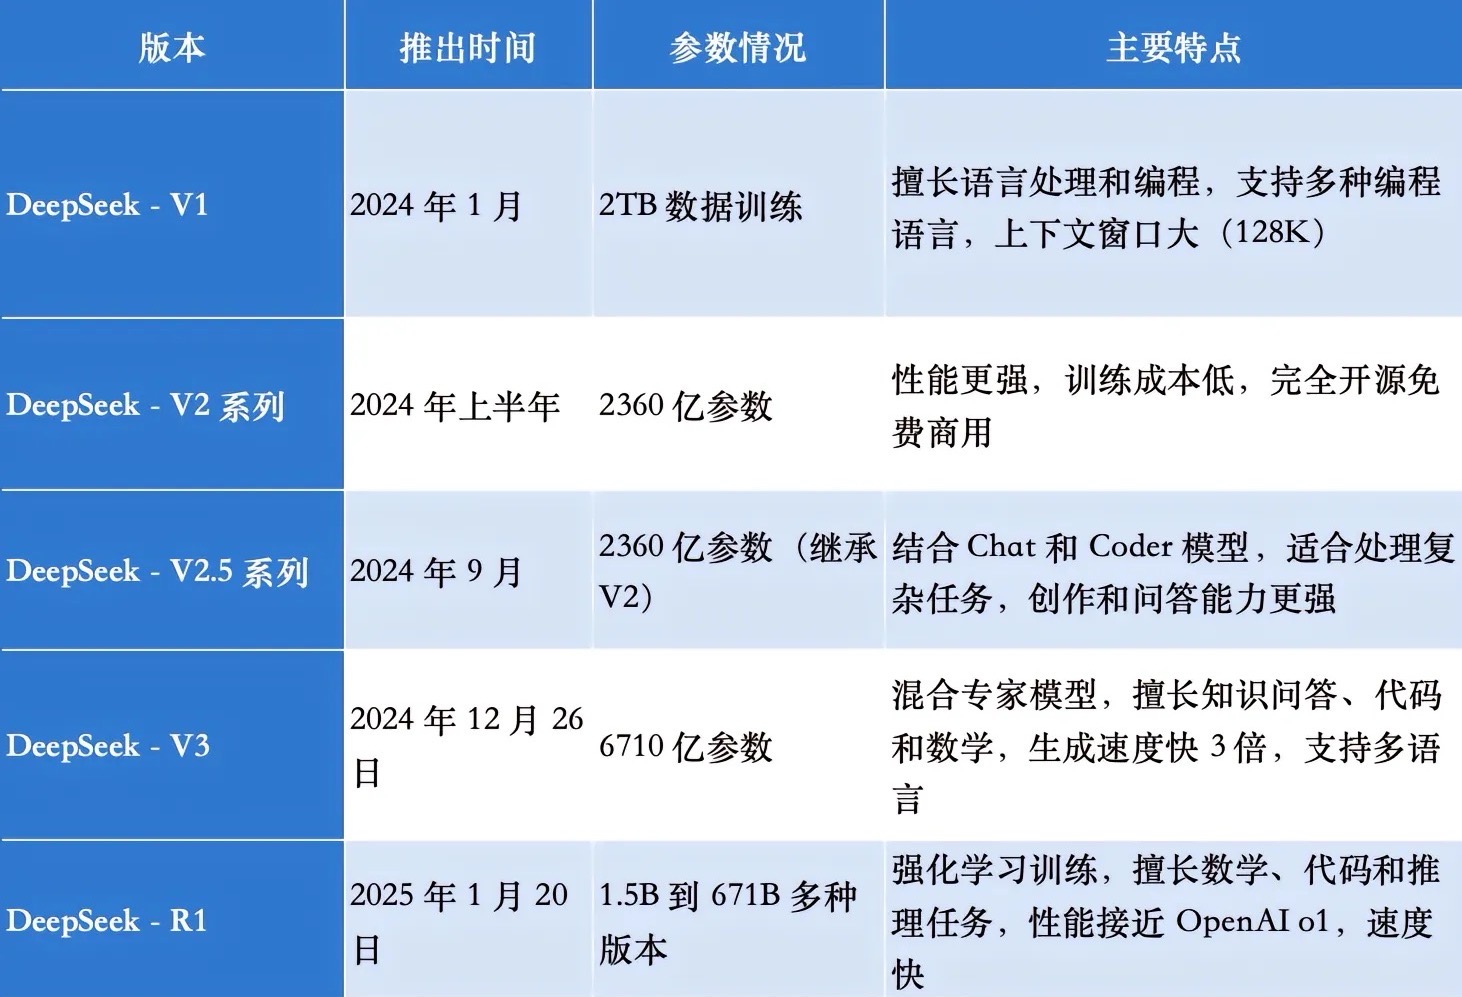 版本 推出时间 参数情况 主要特点
DeepSeek - V1 2024 年 1 月 2TB 数据训练
擅长语言处理和编程，支持多种编程
语言，上下文窗口大（128K）
DeepSeek - V2 系列 2024 年上半年 2360 亿参数
性能更强，训练成本低，完全开源免
费商用
DeepSeek - V2.5 系列 2024 年 9 月
2360 亿参数（继承
V2）
结合 Chat 和 Coder 模型，适合处理复
杂任务，创作和问答能力更强
DeepSeek - V3
2024 年 12 月 26
日
6710 亿参数
混合专家模型，擅长知识问答、代码
和数学，生成速度快 3 倍，支持多语
言
DeepSeek - R1
2025 年 1 月 20
日
1.5B 到 671B 多种
版本
强化学习训练，擅长数学、代码和推
理任务，性能接近 OpenAI o1，速度
快